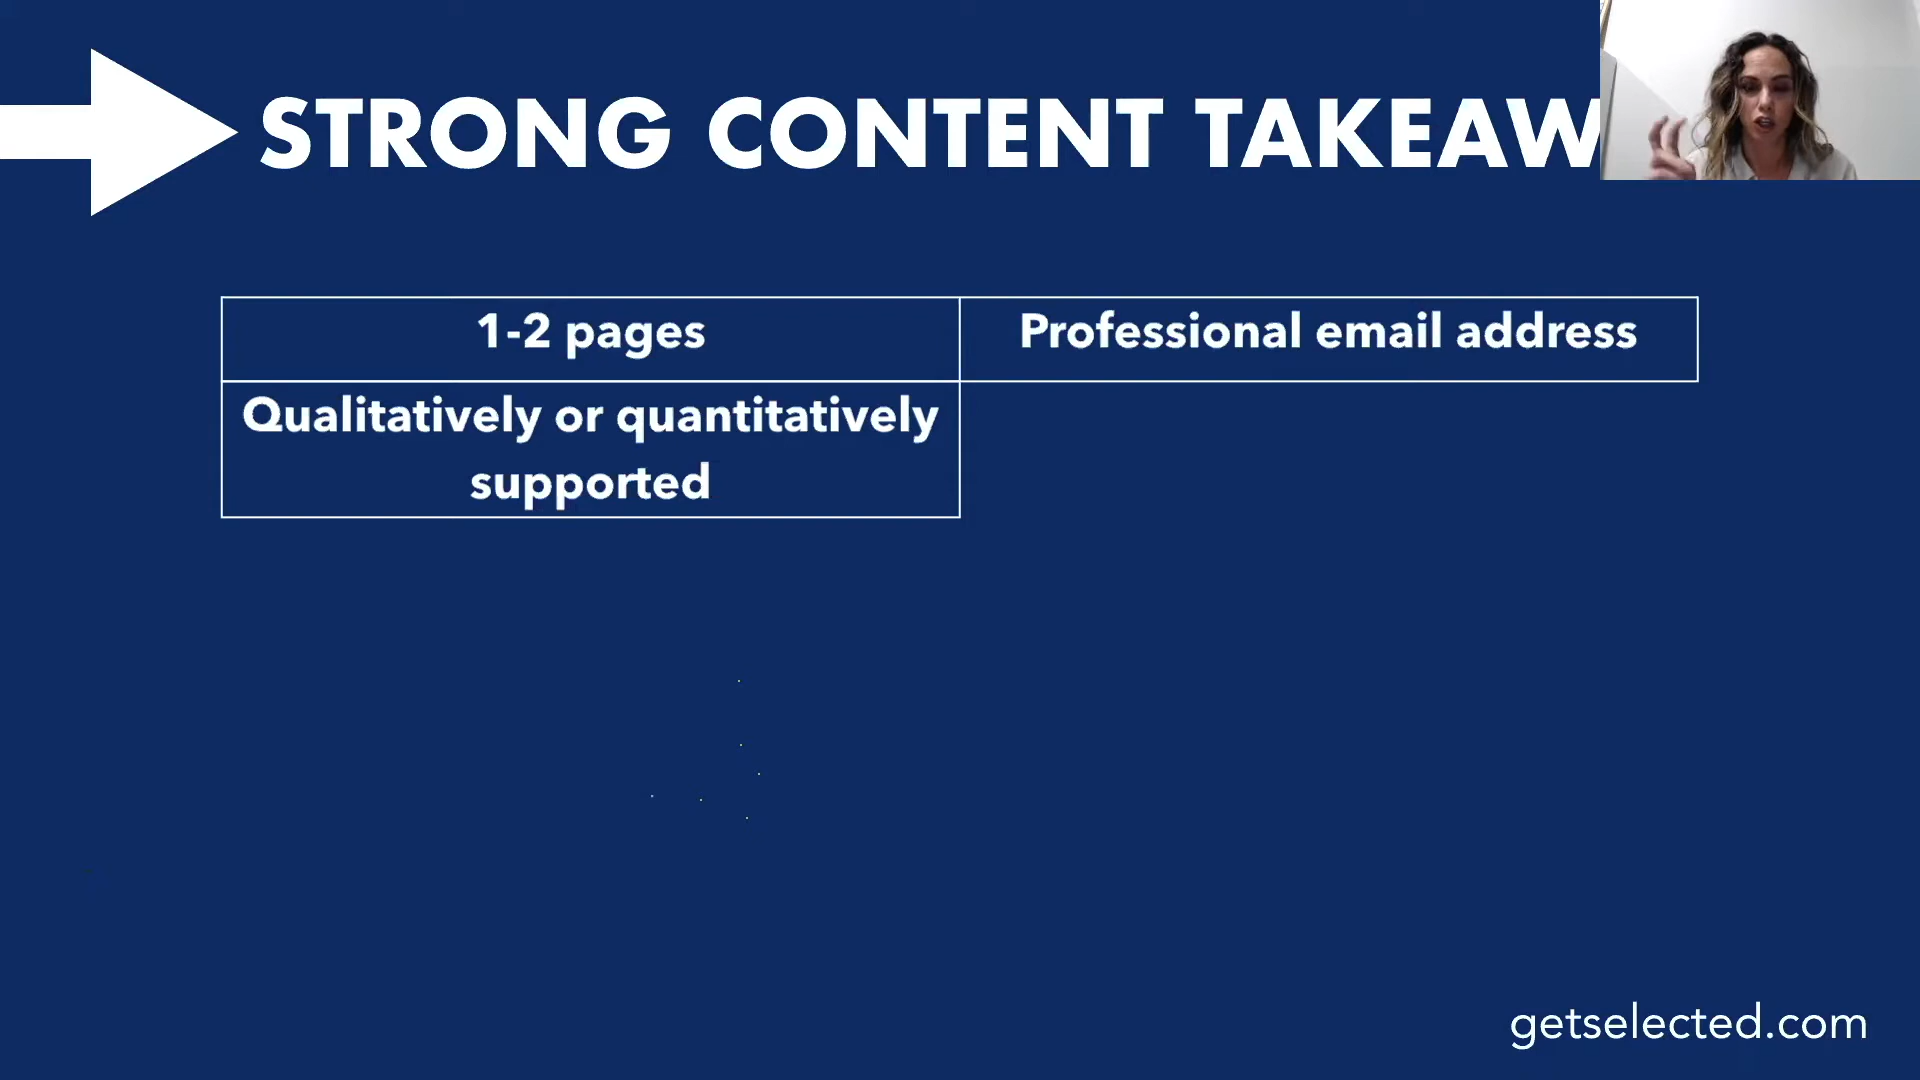 STRONG CONTENT TAKEAW
1-2 pages
Professional email address
Qualitatively or quantitatively
supported
getselected.com